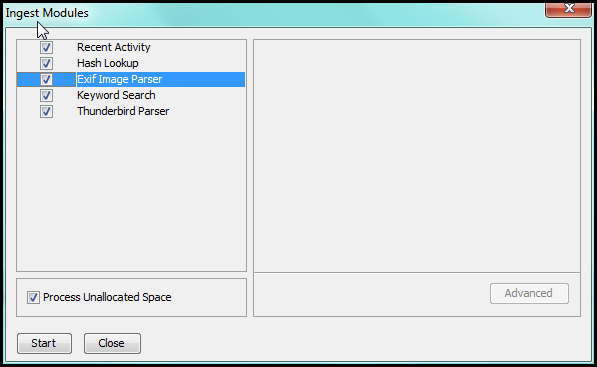 Ingest Modules
Recent Activity
Hash Lookup
Exif Image Parser
Keyword Search
Thunderbird Parser
Process Unallocated Space
Advanced
Start
Close